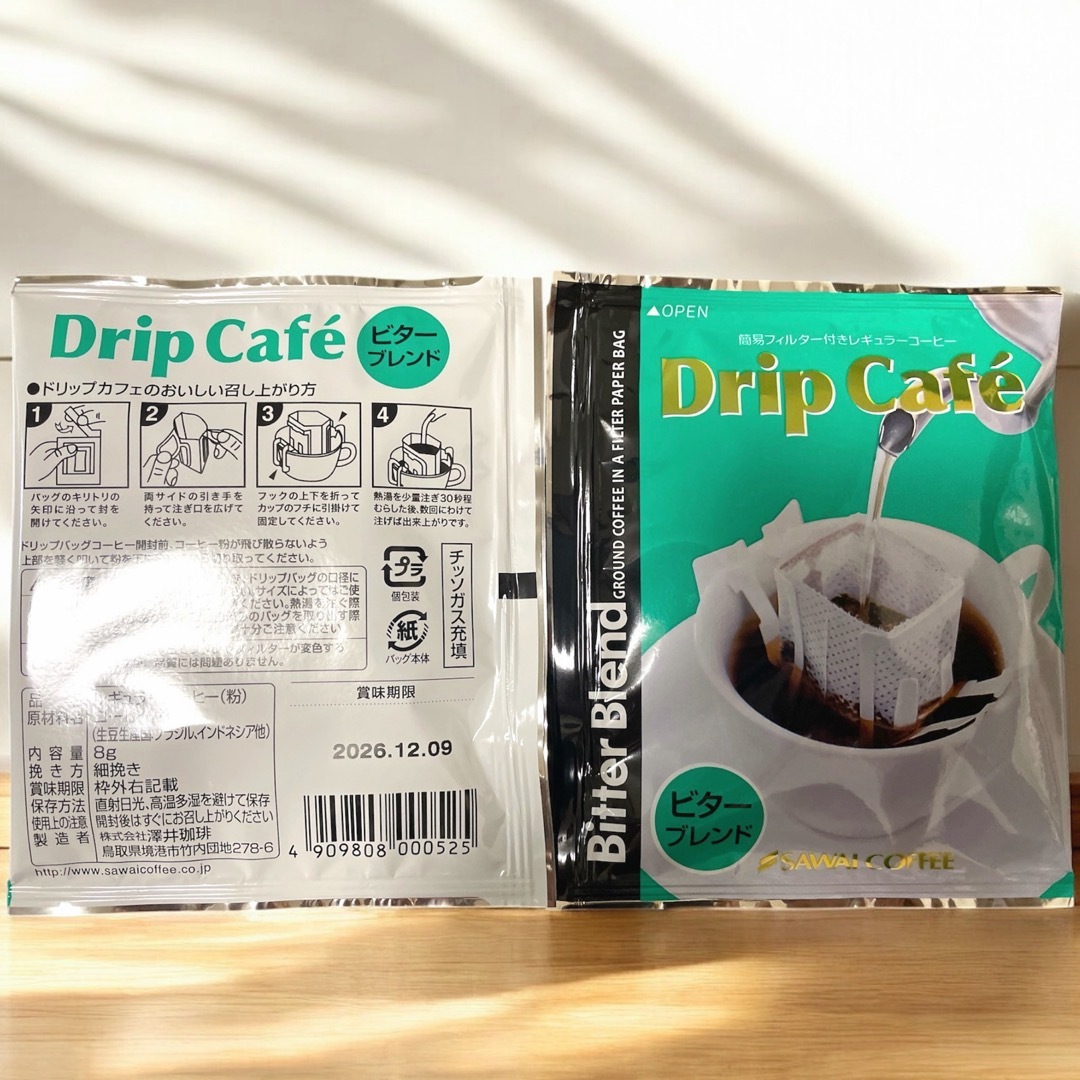 Drip Café
ビター
ブレンド
●ドリップカフェのおいしい召し上がり方
1
バッグのキリトリの
矢印に沿って封を
開けてください。
2
両サイドの引き手を
持って注ぎ口を広げて
ください。
3
フックの上下を折って
カップのフチに引掛けて
固定してください。
4
熱湯を少量注ぎ30秒程
むらした後、数回にわけて
注げば出来上がりです。
ドリップバッグコーヒー開封前、コーヒー粉が飛び散らないよう
上部を軽く叩いて粉を下に
切り取ってください。
ドリップバッグの口径に
サイズによってはご使
ください。熱湯を注ぐ際
のバッグを取り出す際
十分ご注意ください
フィルターが変色する
品質には問題ありません。
プラ
個包装
紙
バッグ本体
チッソガス充填
賞味期限
2026.12.09
コーヒー(粉)
原材料名
(生豆生産国 ブラジル、インドネシア他)
内容量 8g
挽き方 細挽き
賞味期限 枠外右記載
保存方法 直射日光、高温多湿を避けて保存
使用上の注意 開封後はすぐにお召し上がりください
製造者 株式会社澤井珈琲
鳥取県境港市竹内団地278-6
http://www.sawaicoffee.co.jp
4 909808 000525
▲OPEN
簡易フィルター付きレギュラーコーヒー
Drip Café
Bitter Blend
GROUND COFFEE IN A FILTER PAPER BAG
ビター
ブレンド
SAWAI COFFEE